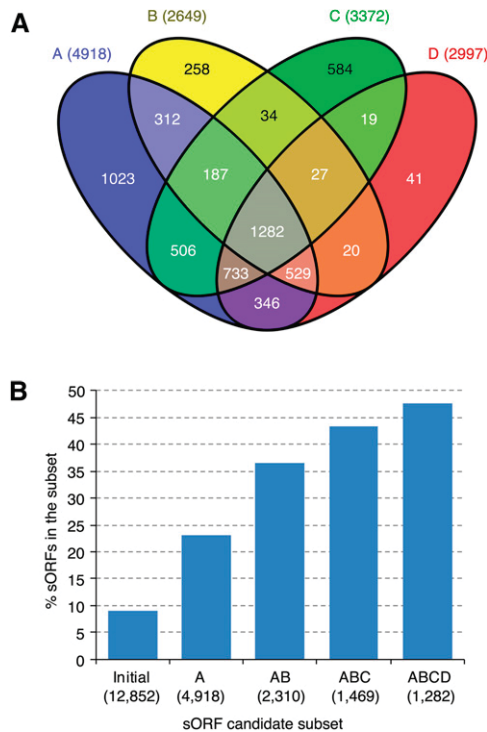 A
B (2649)
C (3372)
A (4918)
D (2997)
258
584
312
34
19
1023
187
27
41
1282
506
20
733
529
346
B
% sORFs in the subset
50
45
40
35
30
25
20
15
10
5
0
Initial
(12,852)
A
(4,918)
AB
(2,310)
ABC
(1,469)
ABCD
(1,282)
sORF candidate subset